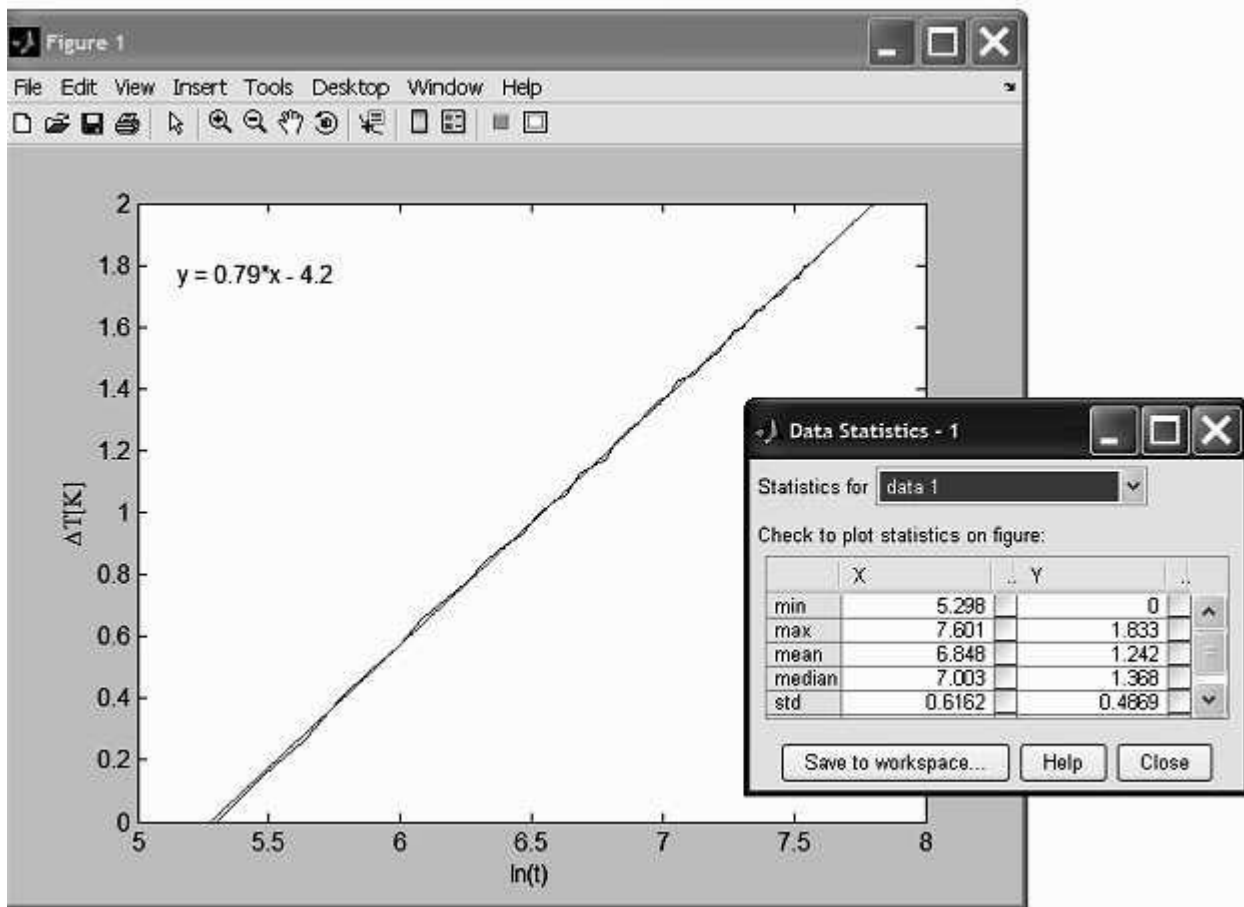 Figure 1
File Edit View Insert Tools Desktop Window Help
y = 0.79*x - 4.2
2
1.8
1.6
1.4
1.2
1
0.8
0.6
0.4
0.2
0
ΔT[K]
5 5.5 6 6.5 7 7.5 8
ln(t)
Data Statistics - 1
Statistics for data 1
Check to plot statistics on figure:
X .. Y ..
min 5.298 0
max 7.601 1.833
mean 6.848 1.242
median 7.003 1.368
std 0.6162 0.4869
Save to workspace... Help Close